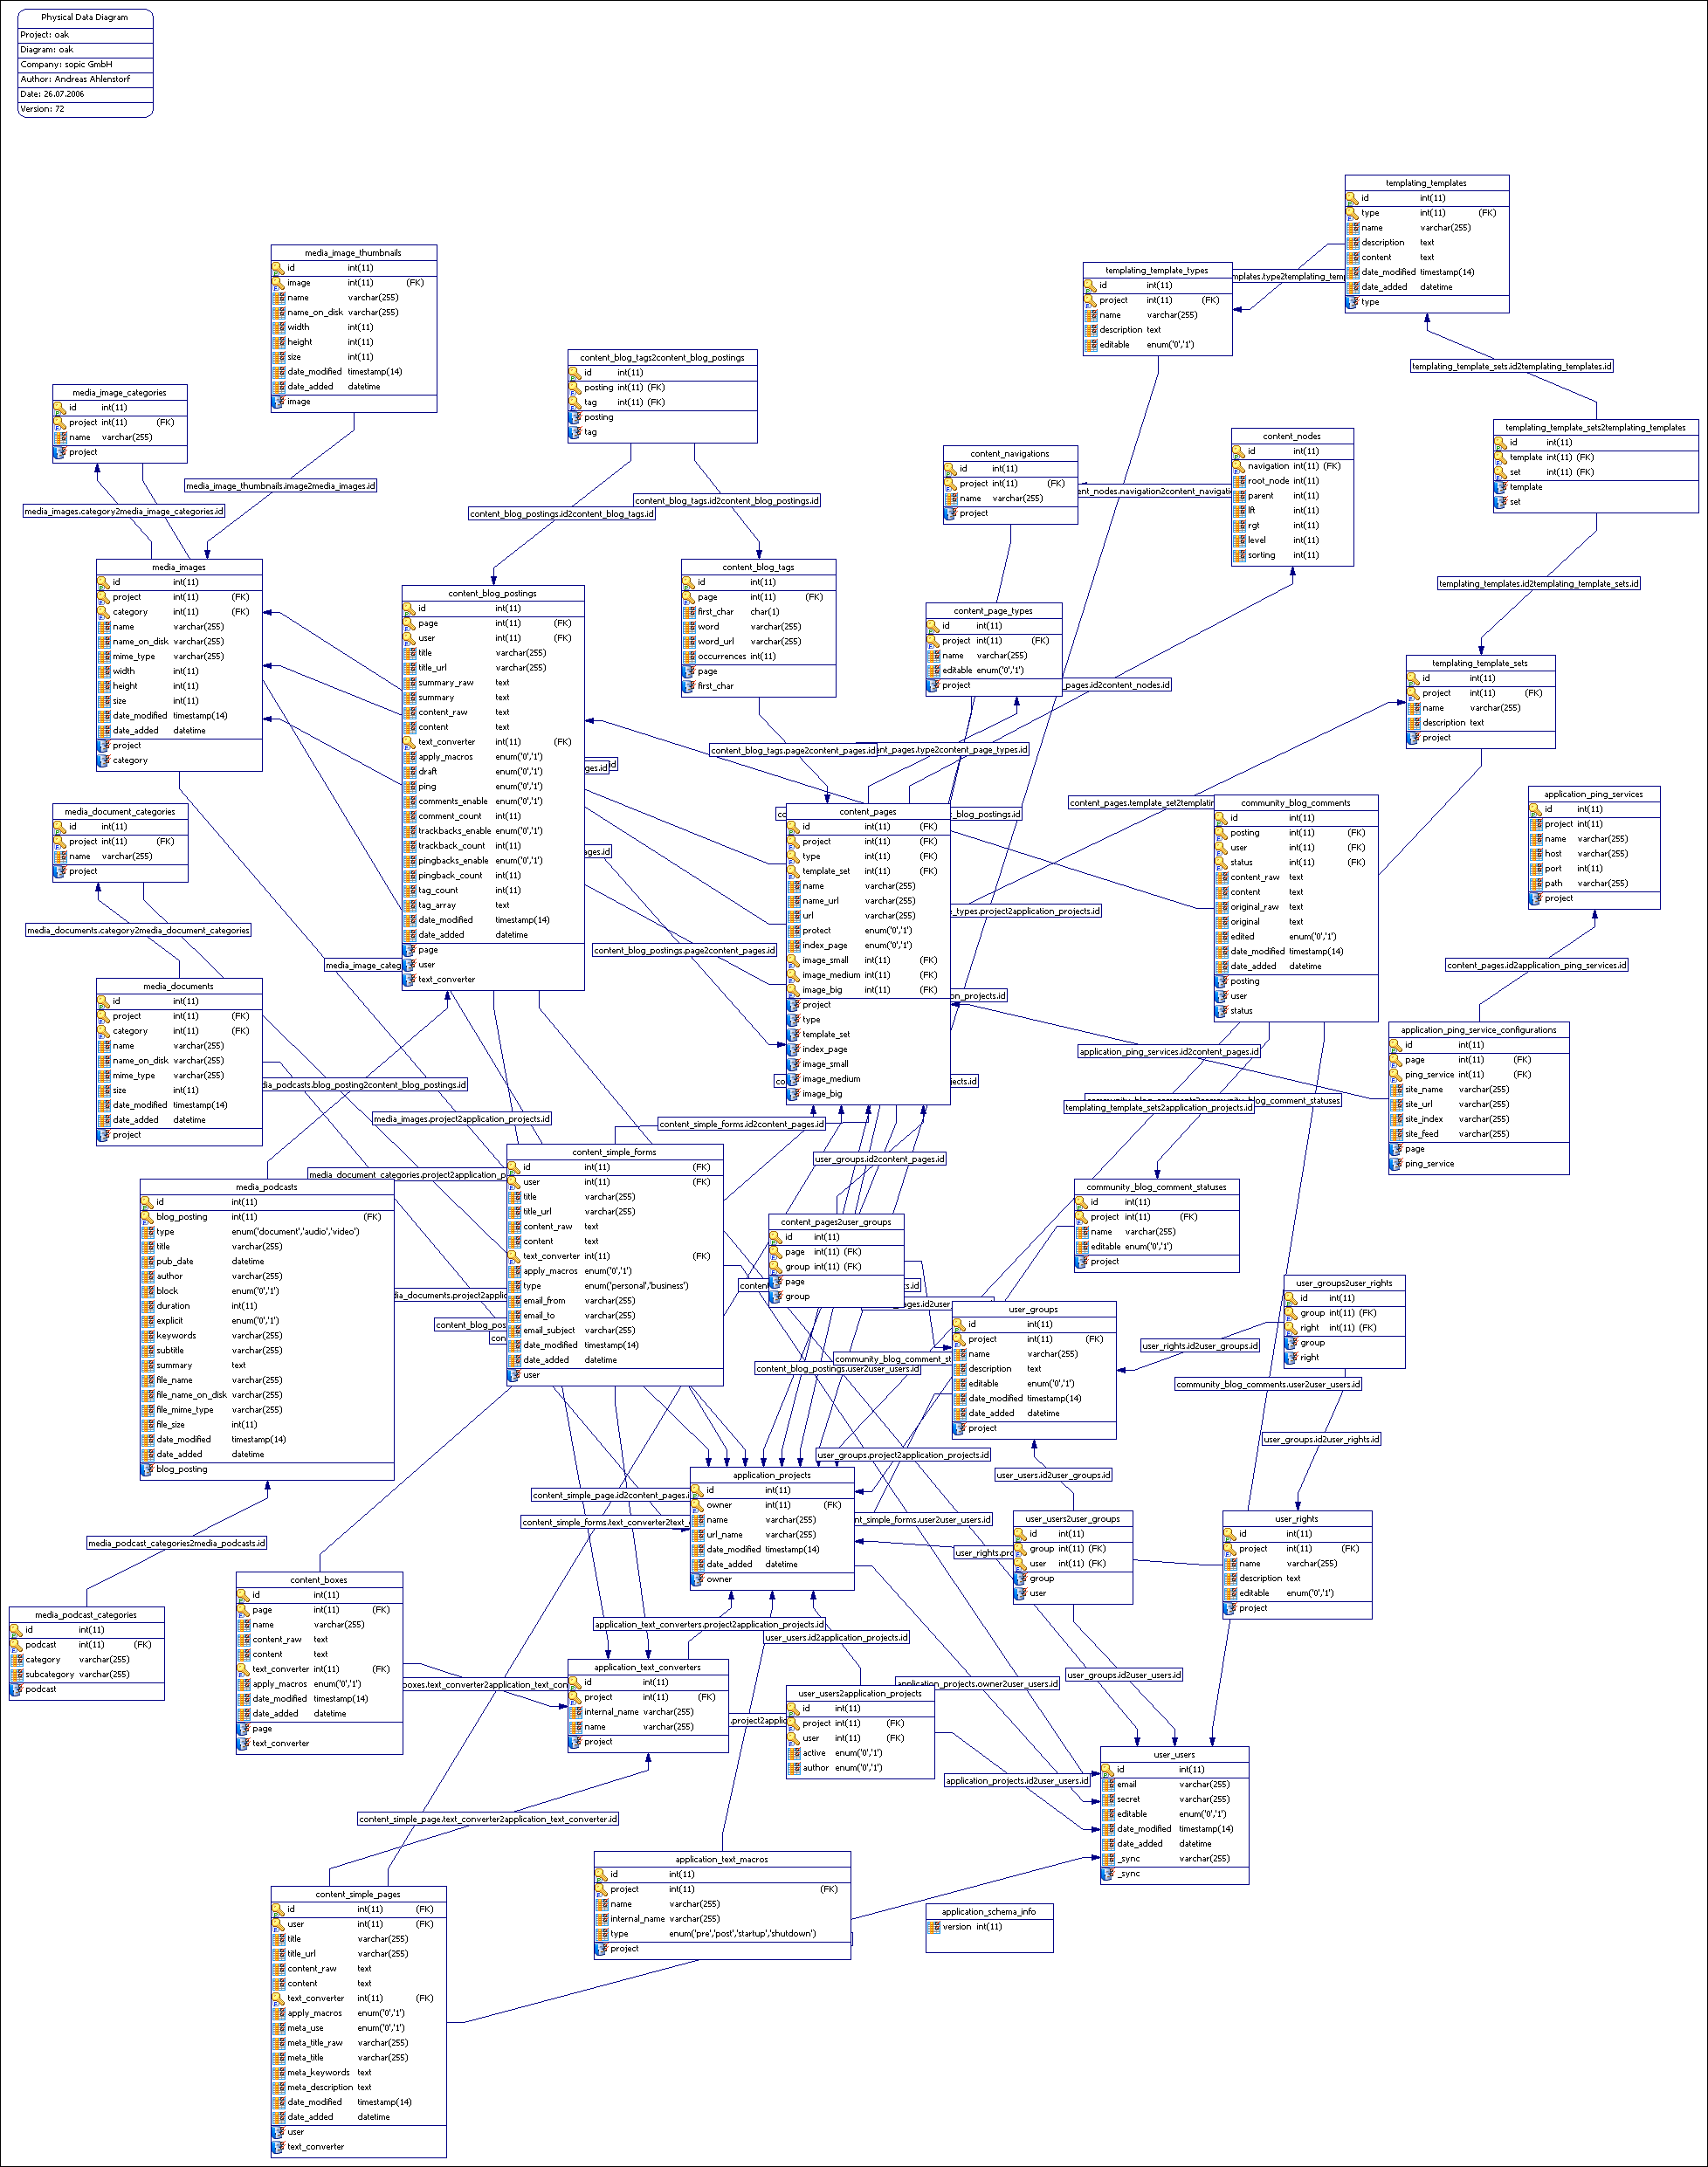 Physical Data Diagram
Project: oak
Diagram: oak
Company: sopic GmbH
Author: Andreas Ahlenstorf
Date: 26.07.2006
Version: 72
templating_templates
id int(11)
type int(11) (FK)
name varchar(255)
description text
content text
date_modified timestamp(14)
date_added datetime
type
media_image_thumbnails
id int(11)
image int(11) (FK)
name varchar(255)
name_on_disk varchar(255)
width int(11)
height int(11)
size int(11)
date_modified timestamp(14)
date_added datetime
image
templating_template_types
id int(11)
project int(11) (FK)
name varchar(255)
description text
editable enum('0','1')
mplates.type2templating_tem
templating_template_sets.id2templating_templates.id
content_blog_tags2content_blog_postings
id int(11)
posting int(11) (FK)
tag int(11) (FK)
posting
tag
media_image_categories
id int(11)
project int(11) (FK)
name varchar(255)
project
templating_template_sets2templating_templates
id int(11)
template int(11) (FK)
set int(11) (FK)
template
set
content_nodes
id int(11)
navigation int(11) (FK)
root_node int(11)
parent int(11)
lft int(11)
rgt int(11)
level int(11)
sorting int(11)
content_navigations
id int(11)
project int(11) (FK)
name varchar(255)
project
ent_nodes.navigation2content_navigati
media_image_thumbnails.image2media_images.id
media_images.category2media_image_categories.id
content_blog_tags.id2content_blog_postings.id
content_blog_postings.id2content_blog_tags.id
media_images
id int(11)
project int(11) (FK)
category int(11) (FK)
name varchar(255)
name_on_disk varchar(255)
mime_type varchar(255)
width int(11)
height int(11)
size int(11)
date_modified timestamp(14)
date_added datetime
project
category
content_blog_postings
id int(11)
page int(11) (FK)
user int(11) (FK)
title varchar(255)
title_url varchar(255)
summary_raw text
summary text
content_raw text
content text
text_converter int(11) (FK)
apply_macros enum('0','1')
draft enum('0','1')
ping enum('0','1')
comments_enable enum('0','1')
comment_count int(11)
trackbacks_enable enum('0','1')
trackback_count int(11)
pingbacks_enable enum('0','1')
pingback_count int(11)
tag_count int(11)
tag_array text
date_modified timestamp(14)
date_added datetime
page
user
text_converter
content_blog_tags
id int(11)
page int(11) (FK)
first_char char(1)
word varchar(255)
word_url varchar(255)
occurrences int(11)
page
first_char
content_page_types
id int(11)
project int(11) (FK)
name varchar(255)
editable enum('0','1')
project
_pages.id2content_nodes.id
templating_templates.id2templating_template_sets.id
templating_template_sets
id int(11)
project int(11) (FK)
name varchar(255)
description text
project
content_blog_tags.page2content_pages.id
ent_pages.type2content_page_types.id
ges.id
id
content_pages.template_set2templatin
_blog_postings.id
content_pages
id int(11) (FK)
project int(11) (FK)
type int(11) (FK)
template_set int(11) (FK)
name varchar(255)
name_url varchar(255)
url varchar(255)
protect enum('0','1')
index_page enum('0','1')
image_small int(11) (FK)
image_medium int(11) (FK)
image_big int(11) (FK)
project
type
template_set
index_page
image_small
image_medium
image_big
community_blog_comments
id int(11)
posting int(11) (FK)
user int(11) (FK)
status int(11) (FK)
content_raw text
content text
original_raw text
original text
edited enum('0','1')
date_modified timestamp(14)
date_added datetime
posting
user
status
application_ping_services
id int(11)
project int(11)
name varchar(255)
host varchar(255)
port int(11)
path varchar(255)
project
media_document_categories
id int(11)
project int(11) (FK)
name varchar(255)
project
ages.id
_types.project2application_projects.id
media_documents.category2media_document_categories
content_blog_postings.page2content_pages.id
media_image_categ
content_pages.id2application_ping_services.id
media_documents
id int(11)
project int(11) (FK)
category int(11) (FK)
name varchar(255)
name_on_disk varchar(255)
mime_type varchar(255)
size int(11)
date_modified timestamp(14)
date_added datetime
project
on_projects.id
application_ping_service_configurations
id int(11)
page int(11) (FK)
ping_service int(11) (FK)
site_name varchar(255)
site_url varchar(255)
site_index varchar(255)
site_feed varchar(255)
page
ping_service
application_ping_services.id2content_pages.id
dia_podcasts.blog_posting2content_blog_postings.id
jects.id
templating_template_sets2application_projects.id
media_images.project2application_projects.id
content_simple_forms.id2content_pages.id
content_simple_forms
id int(11) (FK)
user int(11) (FK)
title varchar(255)
title_url varchar(255)
content_raw text
content text
text_converter int(11) (FK)
apply_macros enum('0','1')
type enum('personal','business')
email_from varchar(255)
email_to varchar(255)
email_subject varchar(255)
date_modified timestamp(14)
date_added datetime
user
user_groups.id2content_pages.id
media_document_categories.project2application_p
media_podcasts
id int(11)
blog_posting int(11) (FK)
type enum('document','audio','video')
title varchar(255)
pub_date datetime
author varchar(255)
block enum('0','1')
duration int(11)
explicit enum('0','1')
keywords varchar(255)
subtitle varchar(255)
summary text
file_name varchar(255)
file_name_on_disk varchar(255)
file_mime_type varchar(255)
file_size int(11)
date_modified timestamp(14)
date_added datetime
blog_posting
community_blog_comment_statuses
id int(11)
project int(11) (FK)
name varchar(255)
editable enum('0','1')
project
content_pages2user_groups
id int(11)
page int(11) (FK)
group int(11) (FK)
page
group
dia_documents.project2applic
content_blog_pos
user_groups2user_rights
id int(11)
group int(11) (FK)
right int(11) (FK)
group
right
user_groups
id int(11)
project int(11) (FK)
name varchar(255)
description text
editable enum('0','1')
date_modified timestamp(14)
date_added datetime
project
user_rights.id2user_groups.id
community_blog_comment_st
content_blog_postings.user2user_users.id
community_blog_comments.user2user_users.id
user_groups.id2user_rights.id
user_groups.project2application_projects.id
user_users.id2user_groups.id
application_projects
id int(11)
owner int(11) (FK)
name varchar(255)
url_name varchar(255)
date_modified timestamp(14)
date_added datetime
owner
content_simple_page.id2content_pages.i
content_simple_forms.text_converter2text_
nt_simple_forms.user2user_users.id
user_rights.pro
user_users2user_groups
id int(11)
group int(11) (FK)
user int(11) (FK)
group
user
user_rights
id int(11)
project int(11) (FK)
name varchar(255)
description text
editable enum('0','1')
project
media_podcast_categories2media_podcasts.id
content_boxes
id int(11)
page int(11) (FK)
name varchar(255)
content_raw text
content text
text_converter int(11) (FK)
apply_macros enum('0','1')
date_modified timestamp(14)
date_added datetime
page
text_converter
media_podcast_categories
id int(11)
podcast int(11) (FK)
category varchar(255)
subcategory varchar(255)
podcast
application_text_converters.project2application_projects.id
user_users.id2application_projects.id
application_text_converters
id int(11)
project int(11) (FK)
internal_name varchar(255)
name varchar(255)
project
boxes.text_converter2application_text_con
user_groups.id2user_users.id
application_projects.owner2user_users.id
user_users2application_projects
id int(11)
project int(11) (FK)
user int(11) (FK)
active enum('0','1')
author enum('0','1')
.project2applic
user_users
id int(11)
email varchar(255)
secret varchar(255)
editable enum('0','1')
date_modified timestamp(14)
date_added datetime
_sync varchar(255)
_sync
application_projects.id2user_users.id
content_simple_page.text_converter2application_text_converter.id
application_text_macros
id int(11)
project int(11) (FK)
name varchar(255)
internal_name varchar(255)
type enum('pre','post','startup','shutdown')
project
application_schema_info
version int(11)
content_simple_pages
id int(11) (FK)
user int(11) (FK)
title varchar(255)
title_url varchar(255)
content_raw text
content text
text_converter int(11) (FK)
apply_macros enum('0','1')
meta_use enum('0','1')
meta_title_raw varchar(255)
meta_title varchar(255)
meta_keywords text
meta_description text
date_modified timestamp(14)
date_added datetime
user
text_converter